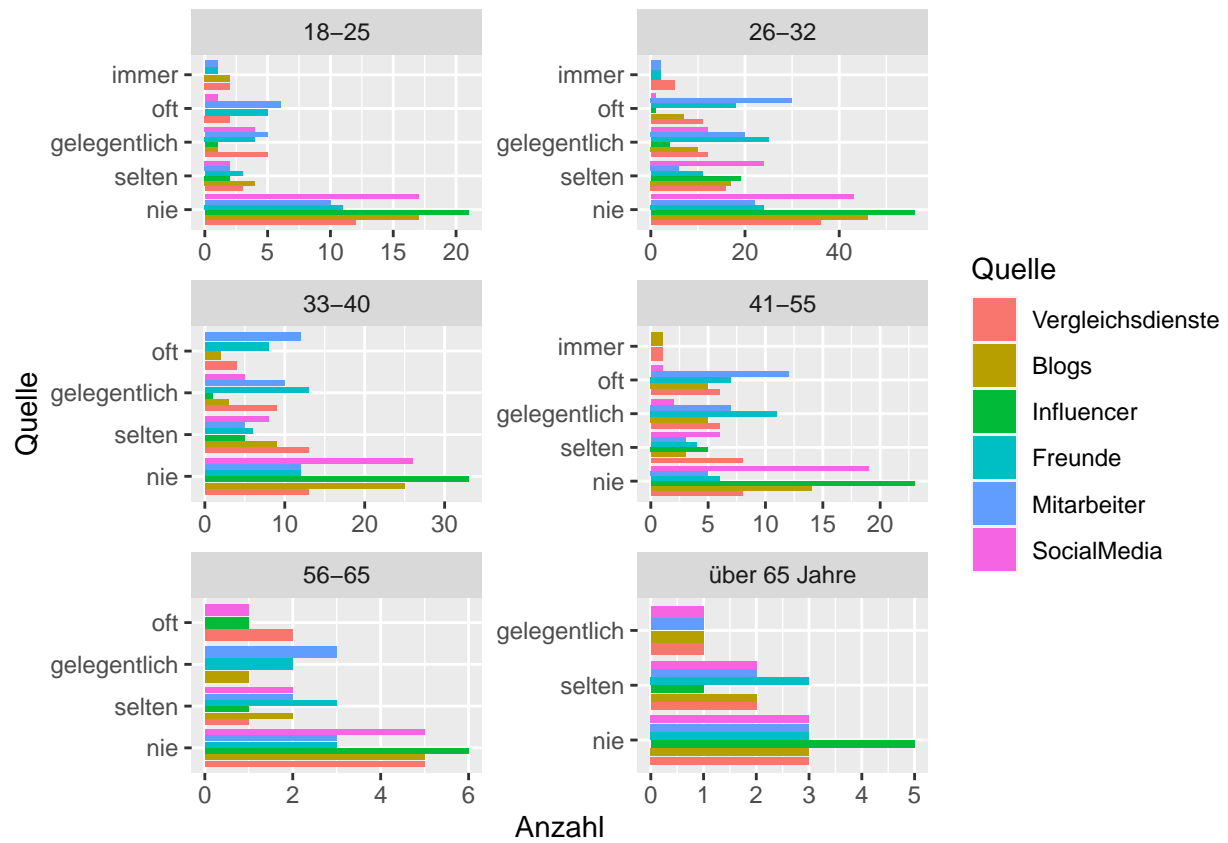 18−25
immer
oft
gelegentlich
selten
nie
0 5 10 15 20
26−32
immer
oft
gelegentlich
selten
nie
0 20 40
33−40
oft
gelegentlich
selten
nie
0 10 20 30
41−55
immer
oft
gelegentlich
selten
nie
0 5 10 15 20
56−65
oft
gelegentlich
selten
nie
0 2 4 6
über 65 Jahre
gelegentlich
selten
nie
0 1 2 3 4 5
Anzahl
Quelle
Quelle
Vergleichsdienste
Blogs
Influencer
Freunde
Mitarbeiter
SocialMedia